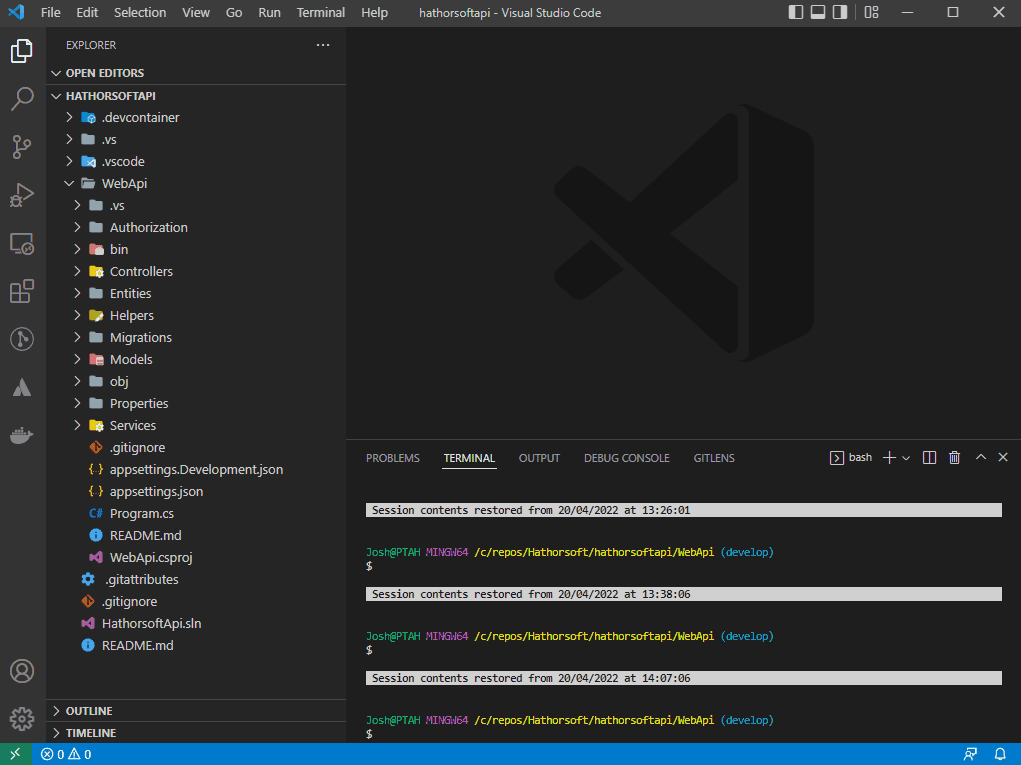 File Edit Selection View Go Run Terminal Help hathorsoftapi - Visual Studio Code
EXPLORER
OPEN EDITORS
HATHORSOFTAPI
.devcontainer
.vs
.vscode
WebApi
.vs
Authorization
bin
Controllers
Entities
Helpers
Migrations
Models
obj
Properties
Services
.gitignore
{ } appsettings.Development.json
{ } appsettings.json
C# Program.cs
README.md
WebApi.csproj
.gitattributes
.gitignore
HathorsoftApi.sln
README.md
OUTLINE
TIMELINE
PROBLEMS TERMINAL OUTPUT DEBUG CONSOLE GITLENS bash
Session contents restored from 20/04/2022 at 13:26:01
Josh@PTAH MINGW64 /c/repos/Hathorsoft/hathorsoftapi/WebApi (develop)
$
Session contents restored from 20/04/2022 at 13:38:06
Josh@PTAH MINGW64 /c/repos/Hathorsoft/hathorsoftapi/WebApi (develop)
$
Session contents restored from 20/04/2022 at 14:07:06
Josh@PTAH MINGW64 /c/repos/Hathorsoft/hathorsoftapi/WebApi (develop)
$
0 0